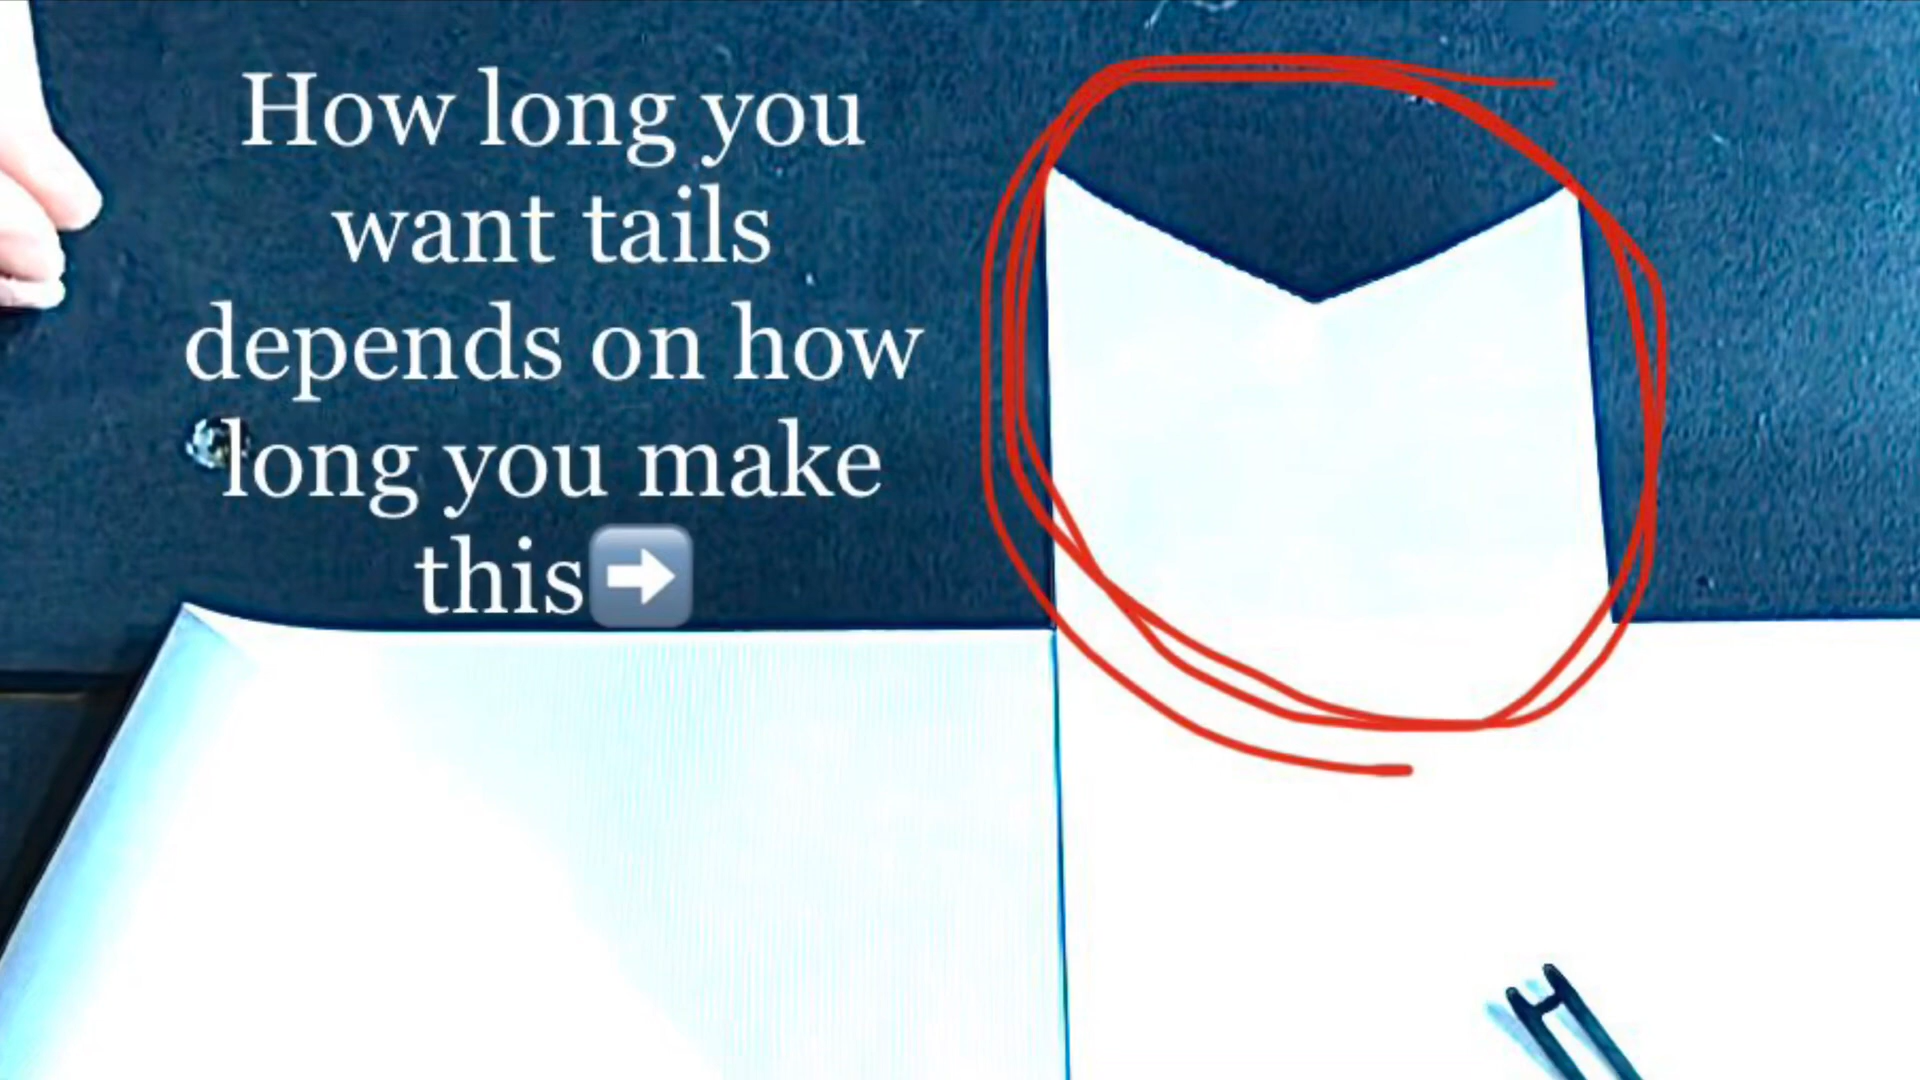 How long you
want tails
depends on how
long you make
this➡️